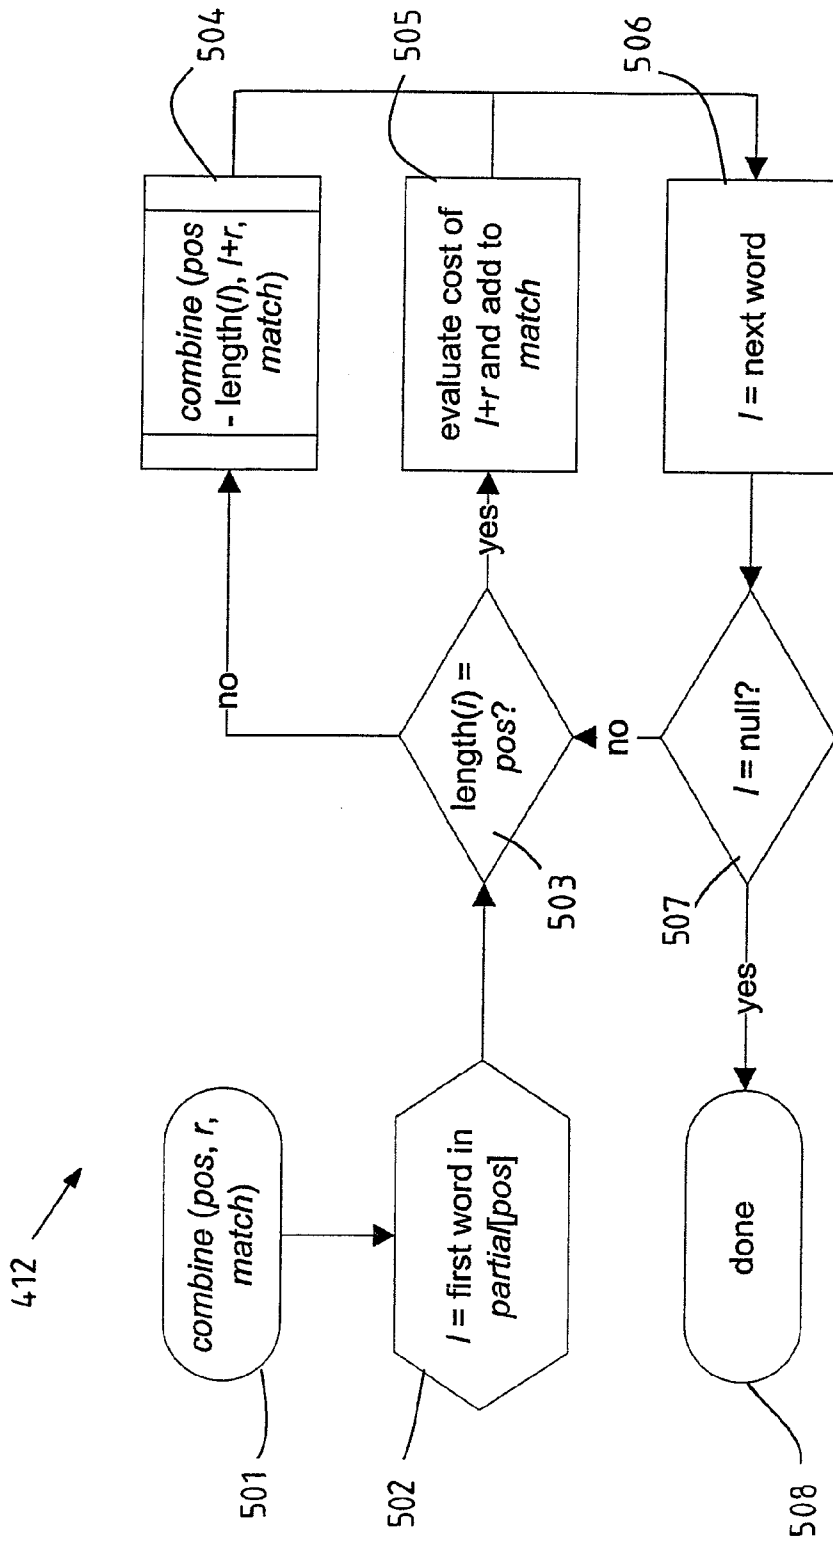 412
501
combine (pos, r,
match)
502
l = first word in
partial[pos]
503
length(i) =
pos?
no
yes
504
combine (pos
- length(l), l+r,
match)
505
evaluate cost of
l+r and add to
match
506
l = next word
507
l = null?
no
yes
508
done